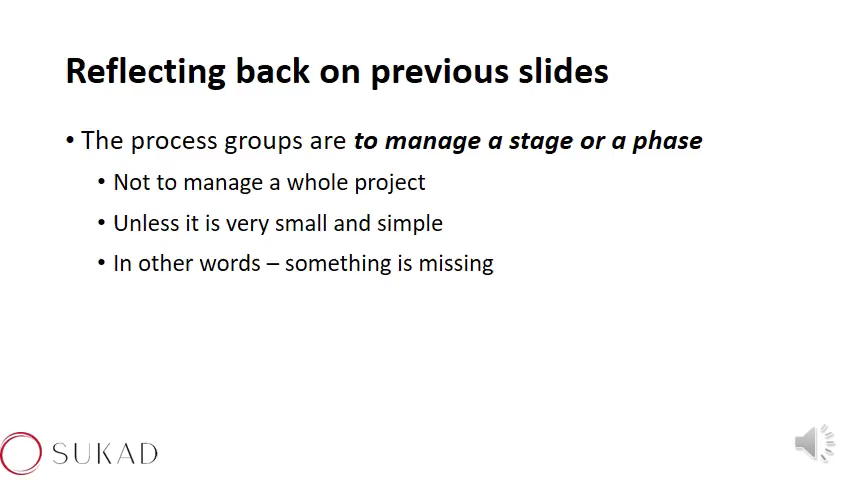 Reflecting back on previous slides
• The process groups are to manage a stage or a phase
• Not to manage a whole project
• Unless it is very small and simple
• In other words – something is missing
SUKAD